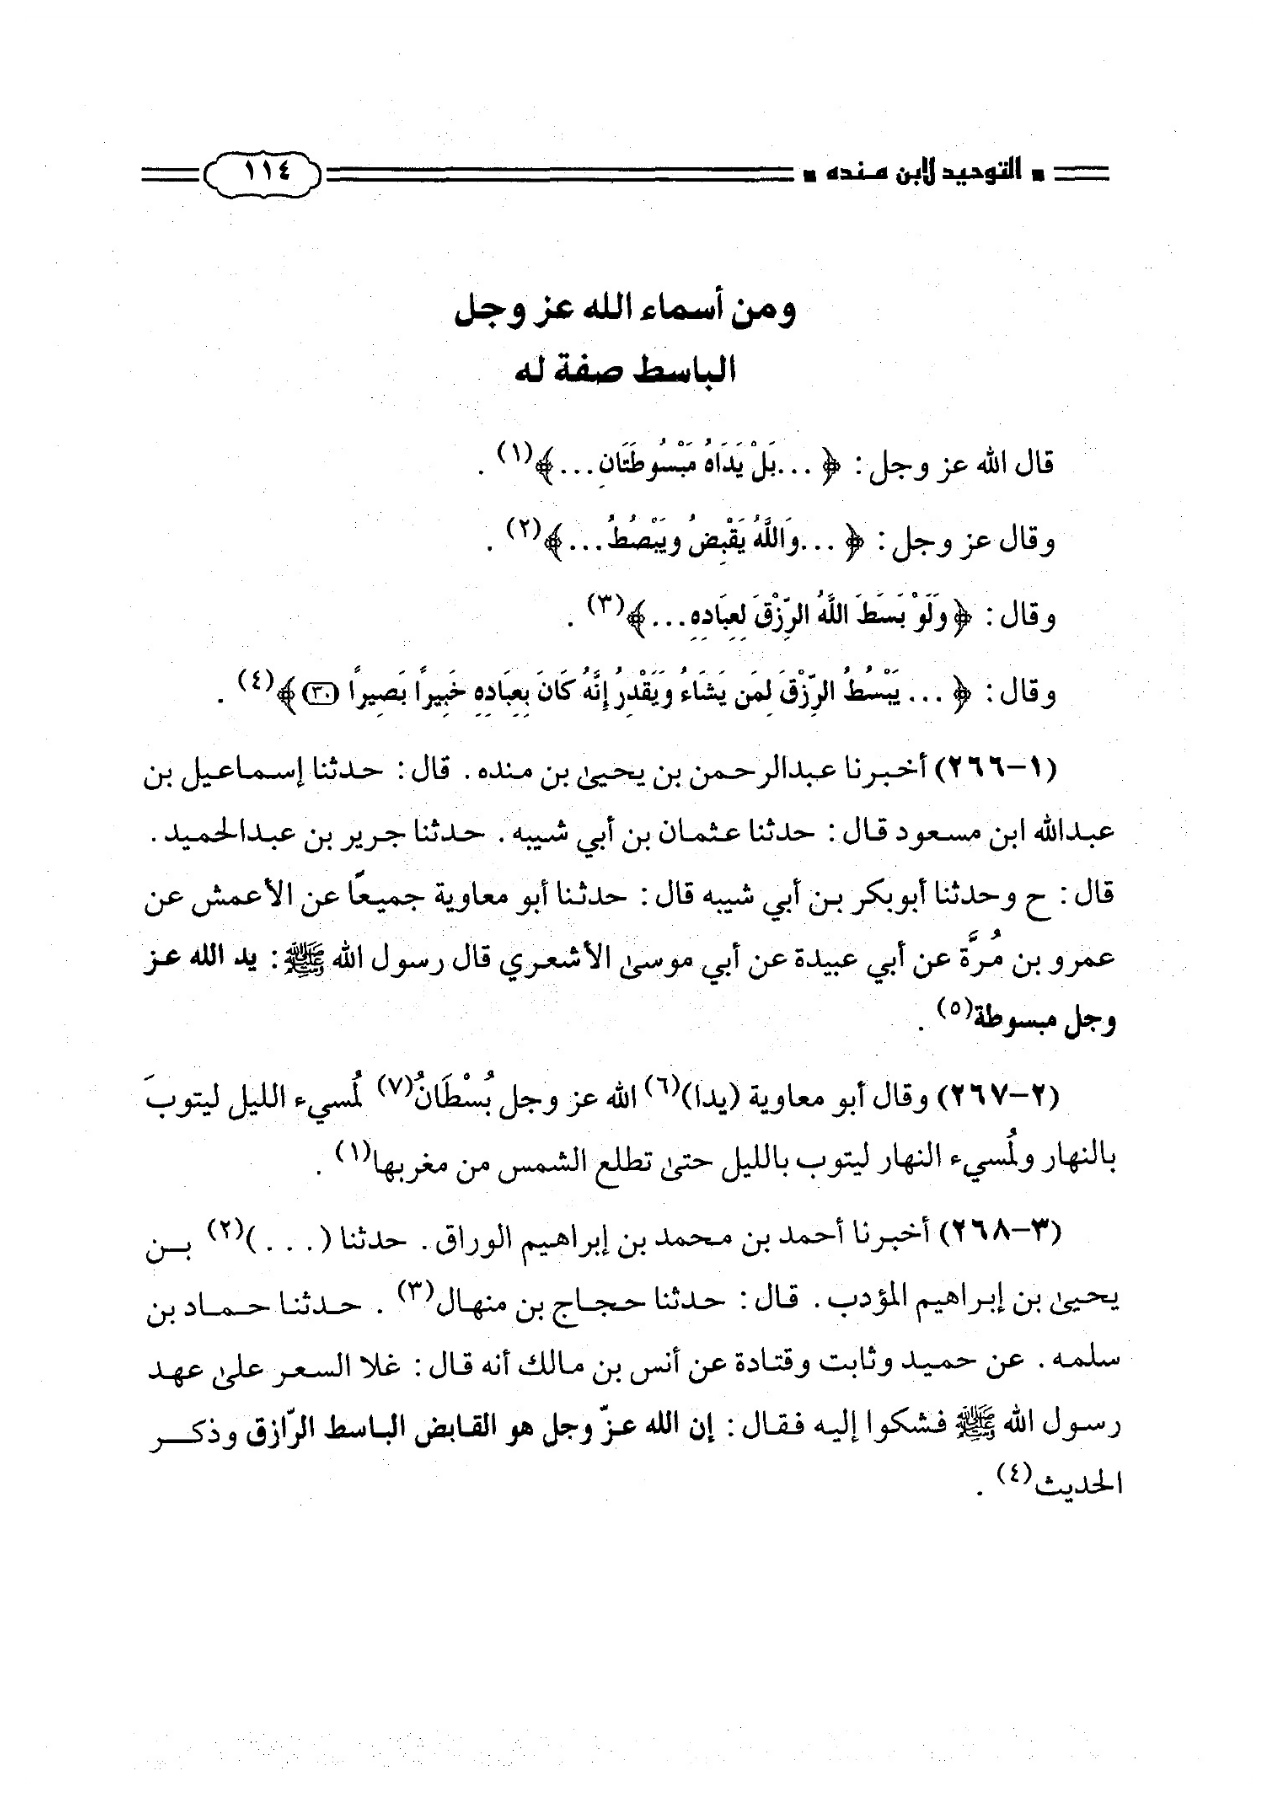 ▪ التوحيد لابن منده ▪ ١١٤
ومن أسماء الله عز وجل
الباسط صفة له
قال الله عز وجل : ﴿ ...بَلْ يَدَاهُ مَبْسُوطَتَانِ...﴾(١) .
وقال عز وجل : ﴿ ...وَاللَّهُ يَقْبِضُ ويَبْصُطُ...﴾(٢) .
وقال : ﴿وَلَوْ بَسَطَ اللَّهُ الرِّزْقَ لِعِبَادِهِ...﴾(٣) .
وقال : ﴿ ... يَبْسُطُ الرِّزْقَ لِمَن يَشَاءُ وَيَقْدِرُ إِنَّهُ كَانَ بِعِبَادِهِ خَبِيرًا بَصِيرًا (٣٠)﴾(٤) .
(١-٢٦٦) أخبرنا عبدالرحمن بن يحيىٰ بن منده . قال : حدثنا إسماعيل بن
عبدالله ابن مسعود قال : حدثنا عثمان بن أبي شيبه . حدثنا جرير بن عبدالحميد .
قال : ح وحدثنا أبوبكر بن أبي شيبه قال : حدثنا أبو معاوية جميعًا عن الأعمش عن
عمرو بن مُرَّة عن أبي عبيدة عن أبي موسىٰ الأشعري قال رسول الله ﷺ : يد الله عز
وجل مبسوطة(٥) .
(٢-٢٦٧) وقال أبو معاوية (يدا)(٦) الله عز وجل بُسْطَانُ(٧) لمُسيء الليل ليتوبَ
بالنهار ولمُسيء النهار ليتوب بالليل حتىٰ تطلع الشمس من مغربها(١) .
(٣-٢٦٨) أخبرنا أحمد بن محمد بن إبراهيم الوراق . حدثنا (...)(٢) بن
يحيىٰ بن إبراهيم المؤدب . قال : حدثنا حجاج بن منهال(٣) . حدثنا حماد بن
سلمه . عن حميد وثابت وقتادة عن أنس بن مالك أنه قال : غلا السعر علىٰ عهد
رسول الله ﷺ فشكوا إليه فقال : إن الله عزّ وجل هو القابض الباسط الرّازق وذكر
الحديث(٤) .